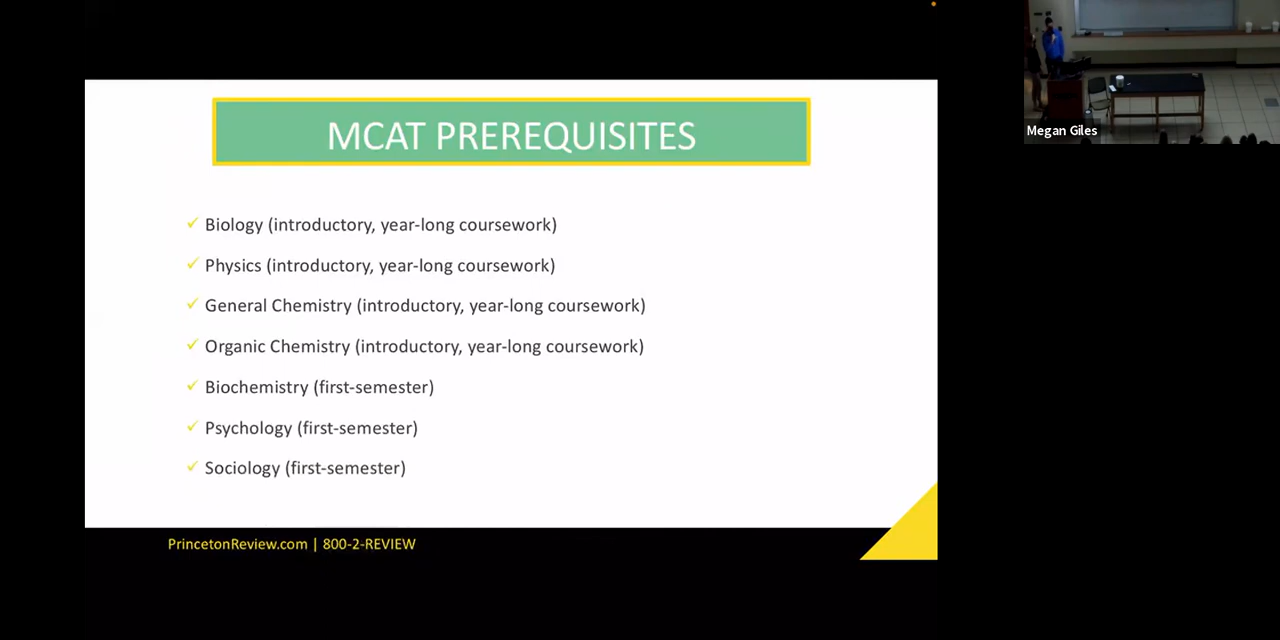 MCAT PREREQUISITES
✓ Biology (introductory, year-long coursework)
✓ Physics (introductory, year-long coursework)
✓ General Chemistry (introductory, year-long coursework)
✓ Organic Chemistry (introductory, year-long coursework)
✓ Biochemistry (first-semester)
✓ Psychology (first-semester)
✓ Sociology (first-semester)
PrincetonReview.com | 800-2-REVIEW
Megan Giles